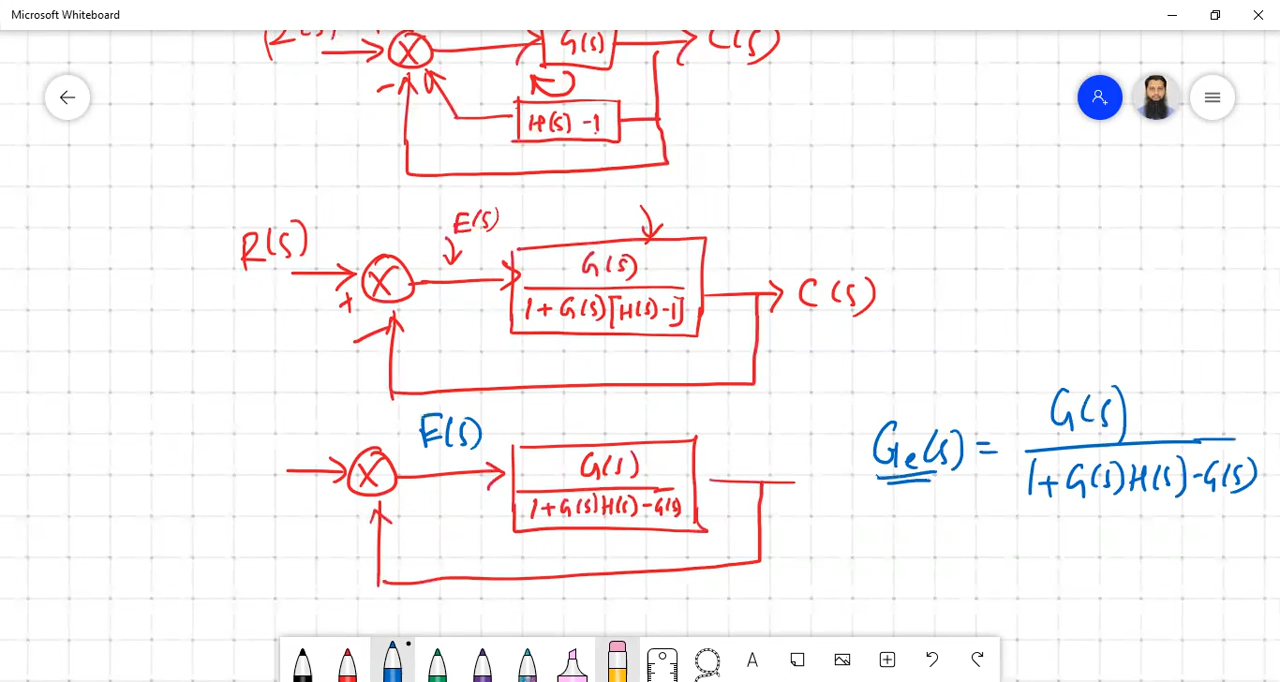 Microsoft Whiteboard
R(s) X G(s) C(s)
-
H(s) -1
R(s) E(s)
X G(s) C(s)
+ 1+G(s)[H(s)-1]
E(s) G(s)
X G(s) Ge(s) =
1+G(s)H(s)-G(s) 1+G(s)H(s)-G(s)
A